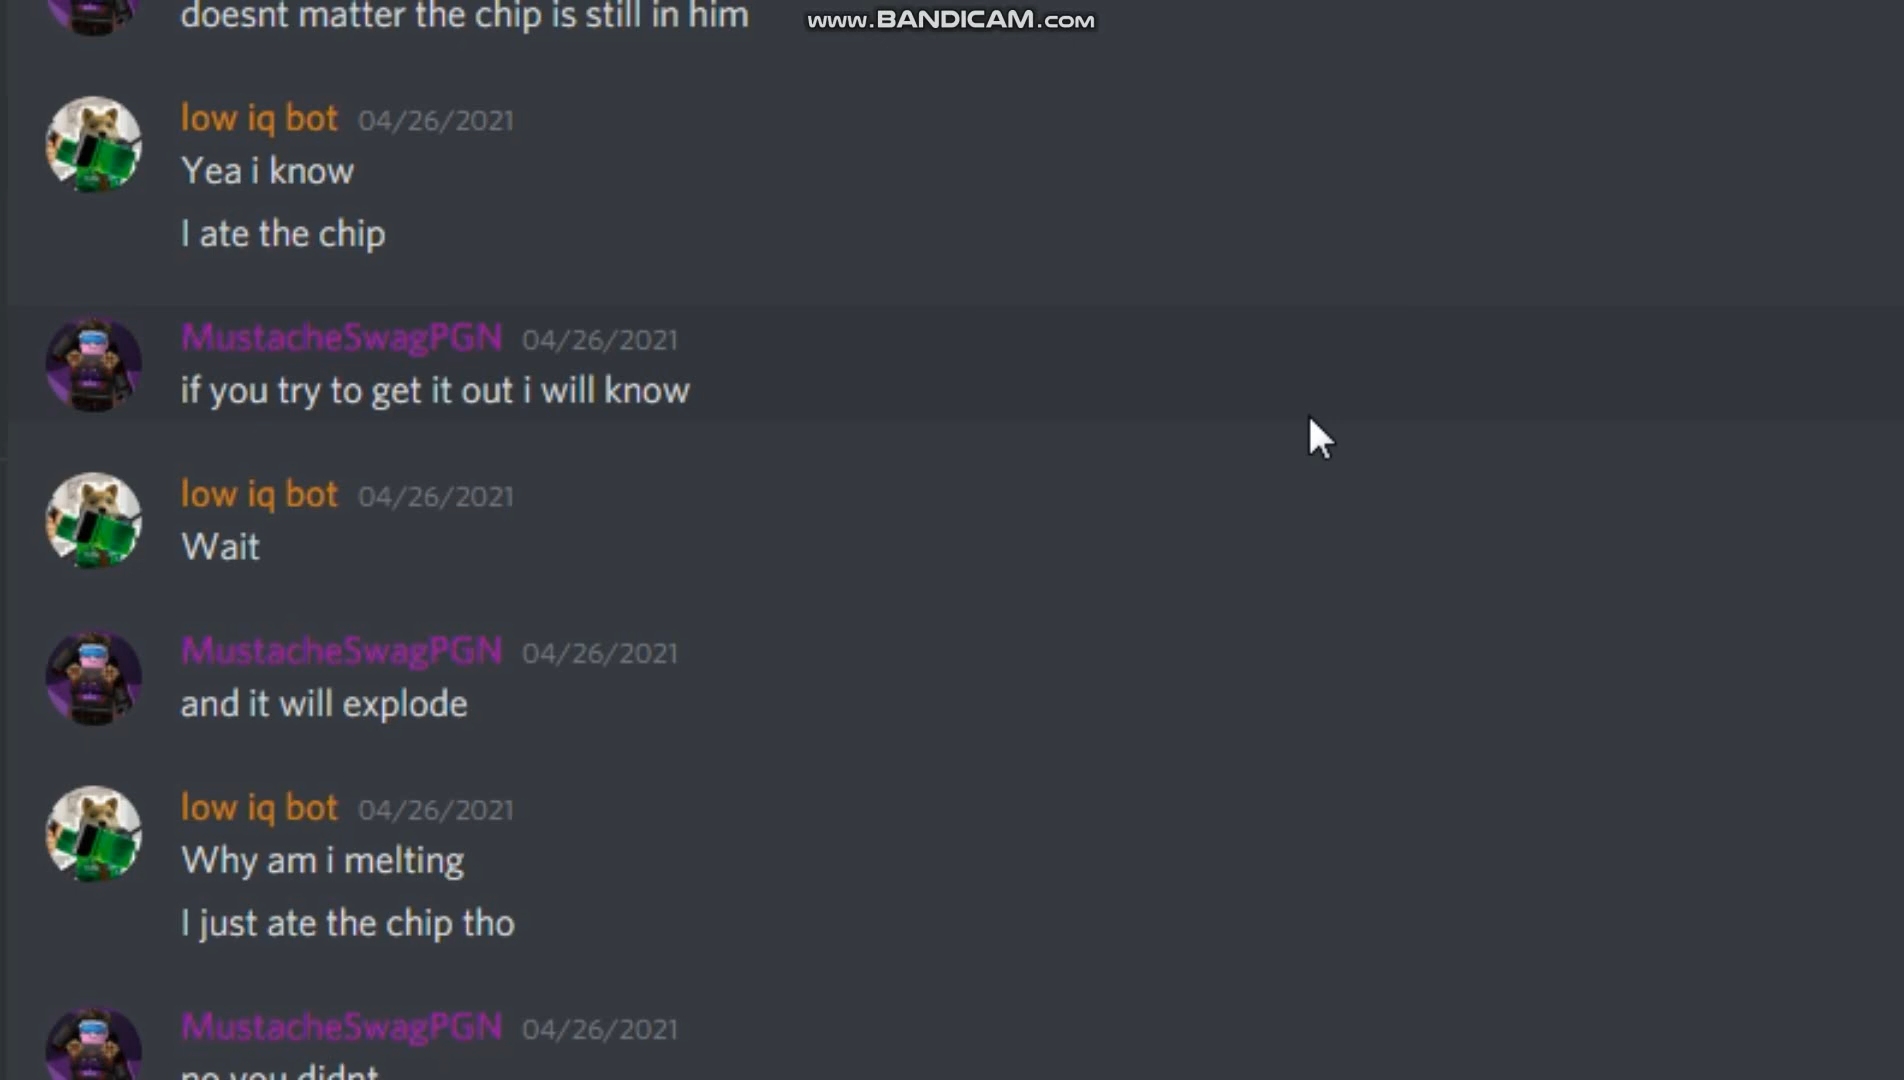 doesnt matter the chip is still in him
www.BANDICAM.com
low iq bot 04/26/2021
Yea i know
I ate the chip
MustacheSwagPGN 04/26/2021
if you try to get it out i will know
low iq bot 04/26/2021
Wait
MustacheSwagPGN 04/26/2021
and it will explode
low iq bot 04/26/2021
Why am i melting
I just ate the chip tho
MustacheSwagPGN 04/26/2021
no you didnt